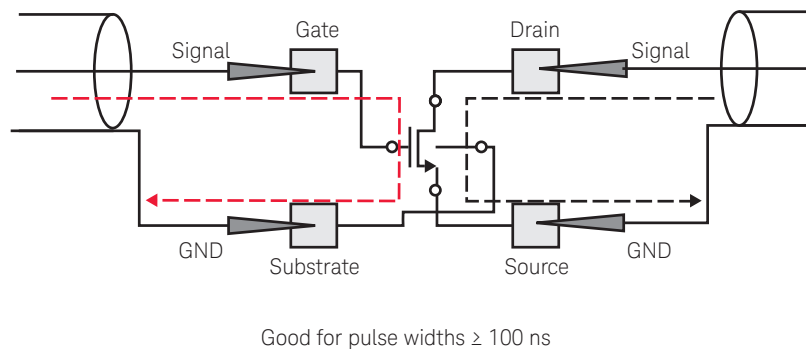 Gate
Drain
Signal
Signal
GND
GND
Substrate
Source
Good for pulse widths ≥ 100 ns